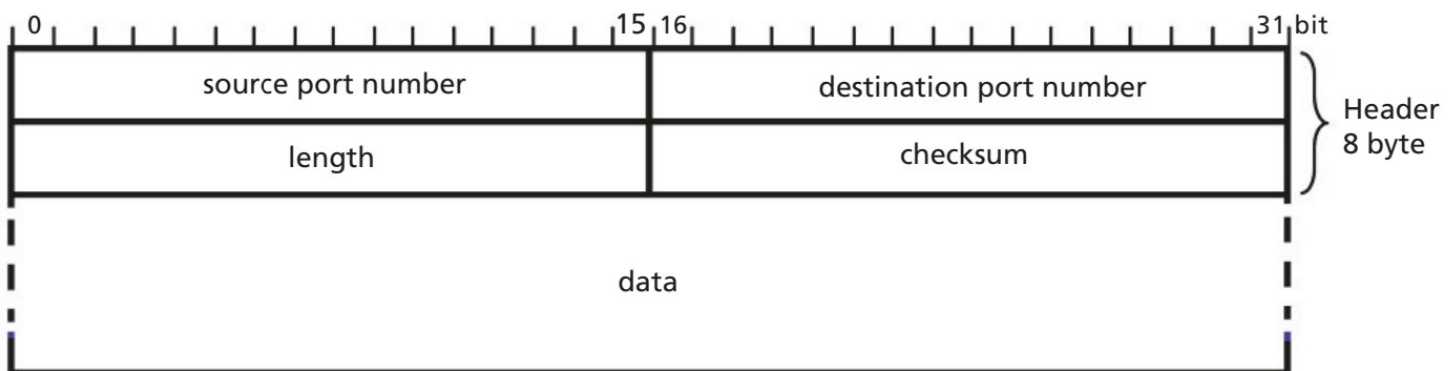 0 15 16 31 bit
source port number destination port number
Header
8 byte
length checksum
data